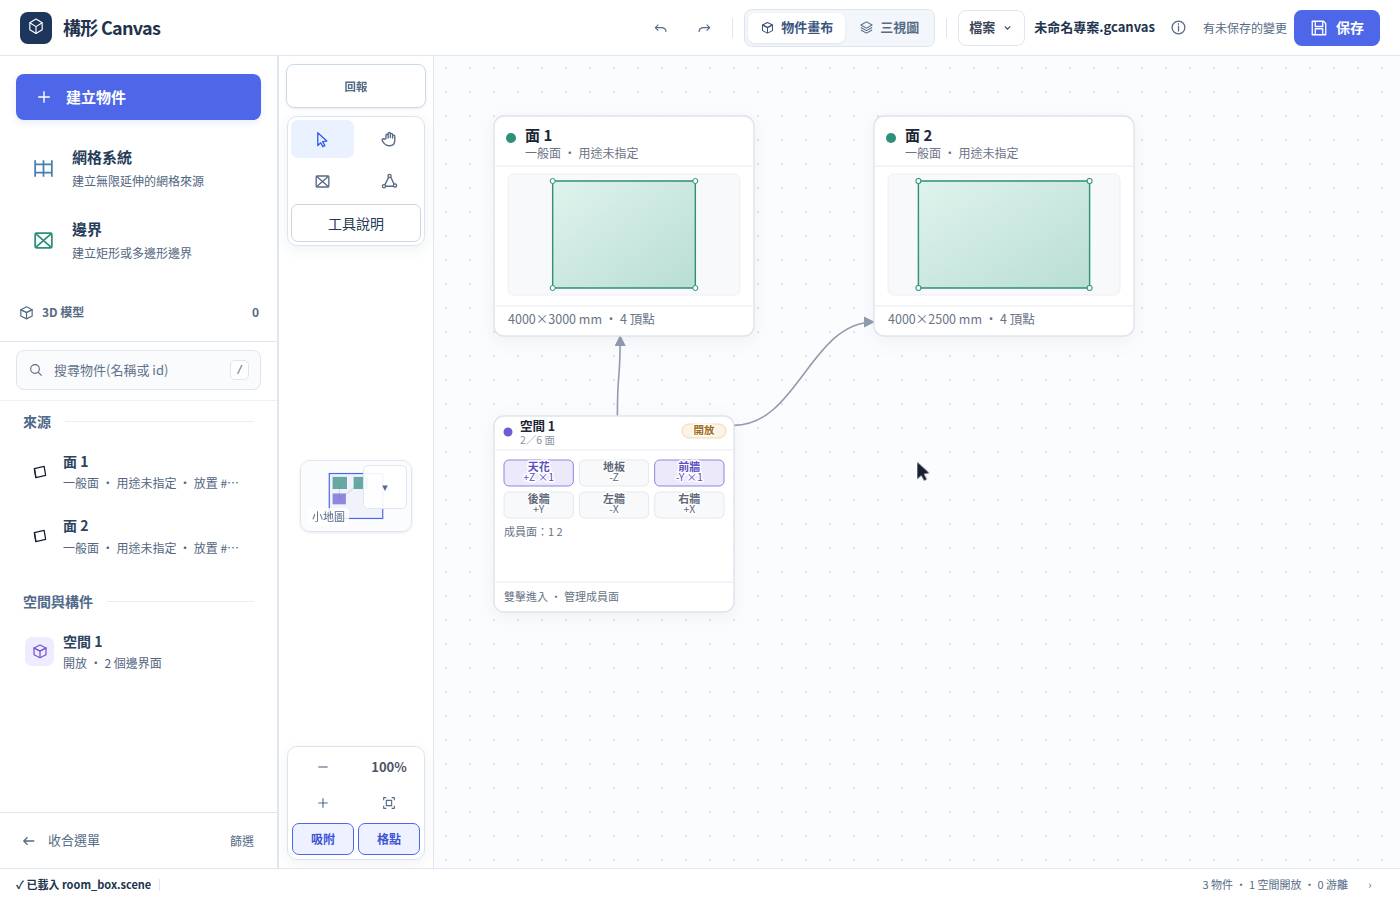 構形 Canvas
物件畫布
三視圖
檔案
未命名專案.gcanvas
有未保存的變更
保存
建立物件
網格系統
建立無限延伸的網格來源
邊界
建立矩形或多邊形邊界
3D 模型
0
搜尋物件(名稱或 id)
/
來源
面 1
一般面 · 用途未指定 · 放置 #…
面 2
一般面 · 用途未指定 · 放置 #…
空間與構件
空間 1
開放 · 2 個邊界面
收合選單
篩選
回報
工具說明
小地圖
100%
吸附
格點
面 1
一般面 · 用途未指定
4000×3000 mm · 4 頂點
面 2
一般面 · 用途未指定
4000×2500 mm · 4 頂點
空間 1
2／6 面
開放
天花
+Z ×1
地板
-Z
前牆
-Y ×1
後牆
+Y
左牆
-X
右牆
+X
成員面：1 2
雙擊進入 · 管理成員面
✓ 已載入 room_box.scene
3 物件 · 1 空間開放 · 0 游離